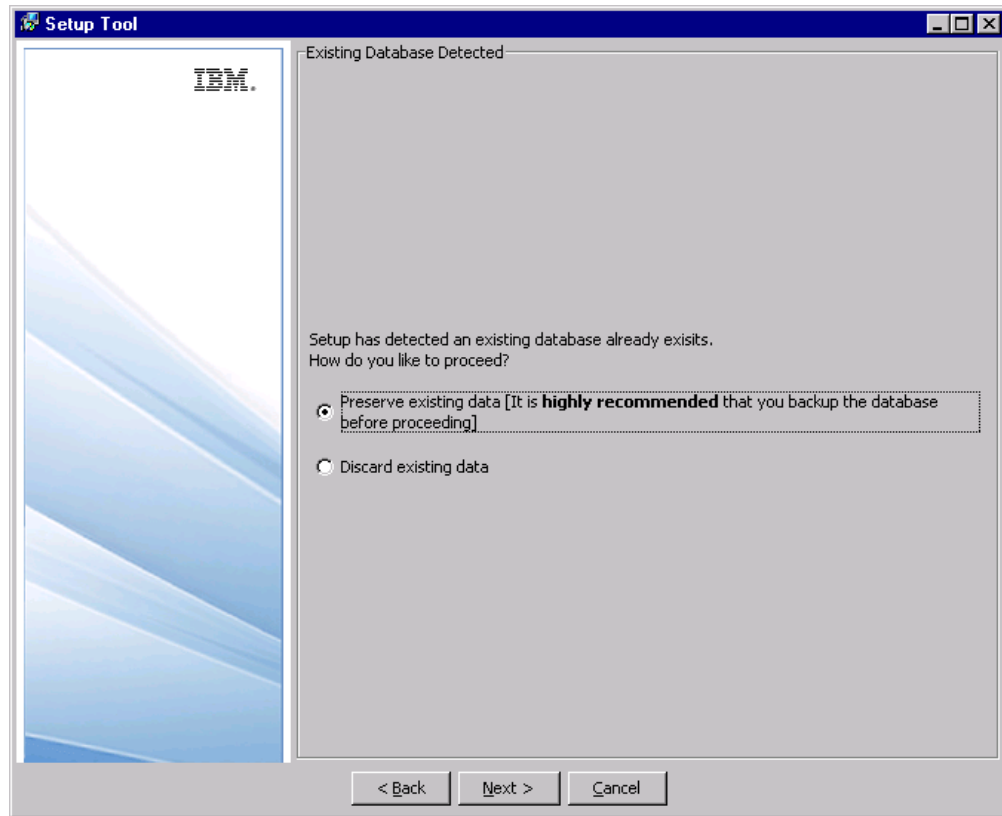 Setup Tool
IBM®
Existing Database Detected
Setup has detected an existing database already exisits.
How do you like to proceed?
Preserve existing data [It is highly recommended that you backup the database
before proceeding]
Discard existing data
< Back
Next >
Cancel